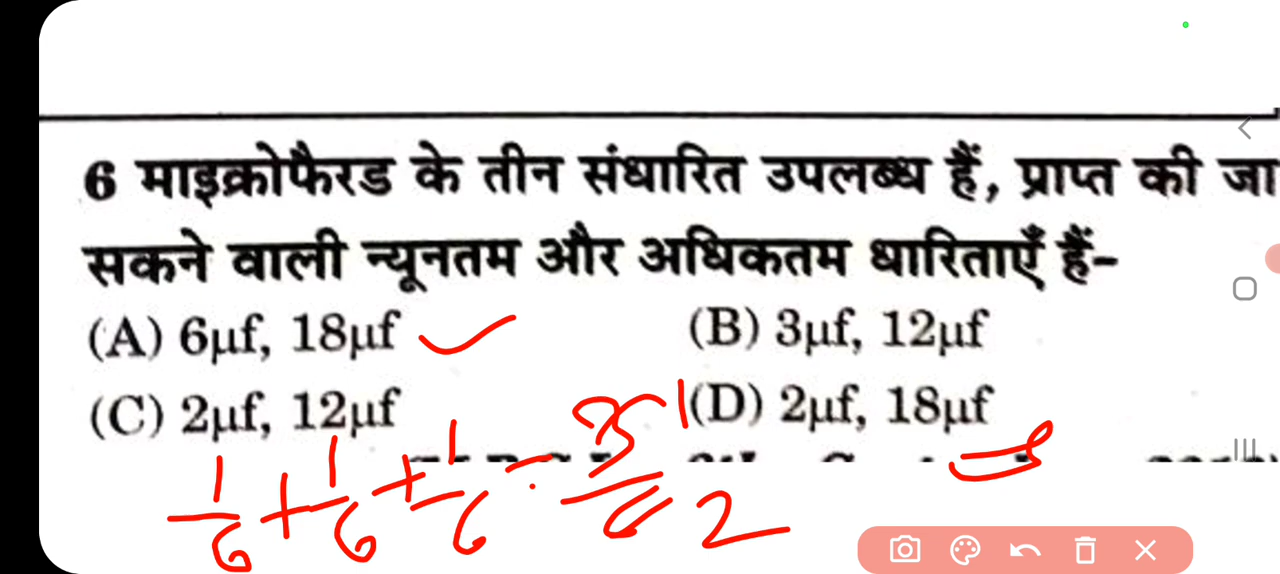 6 माइक्रोफैरड के तीन संधारित उपलब्ध हैं, प्राप्त की जा
सकने वाली न्यूनतम और अधिकतम धारिताएँ हैं-
(A) 6μf, 18μf (B) 3μf, 12μf
(C) 2μf, 12μf (D) 2μf, 18μf
1/6 + 1/6 + 1/6 = 3/6 1
2